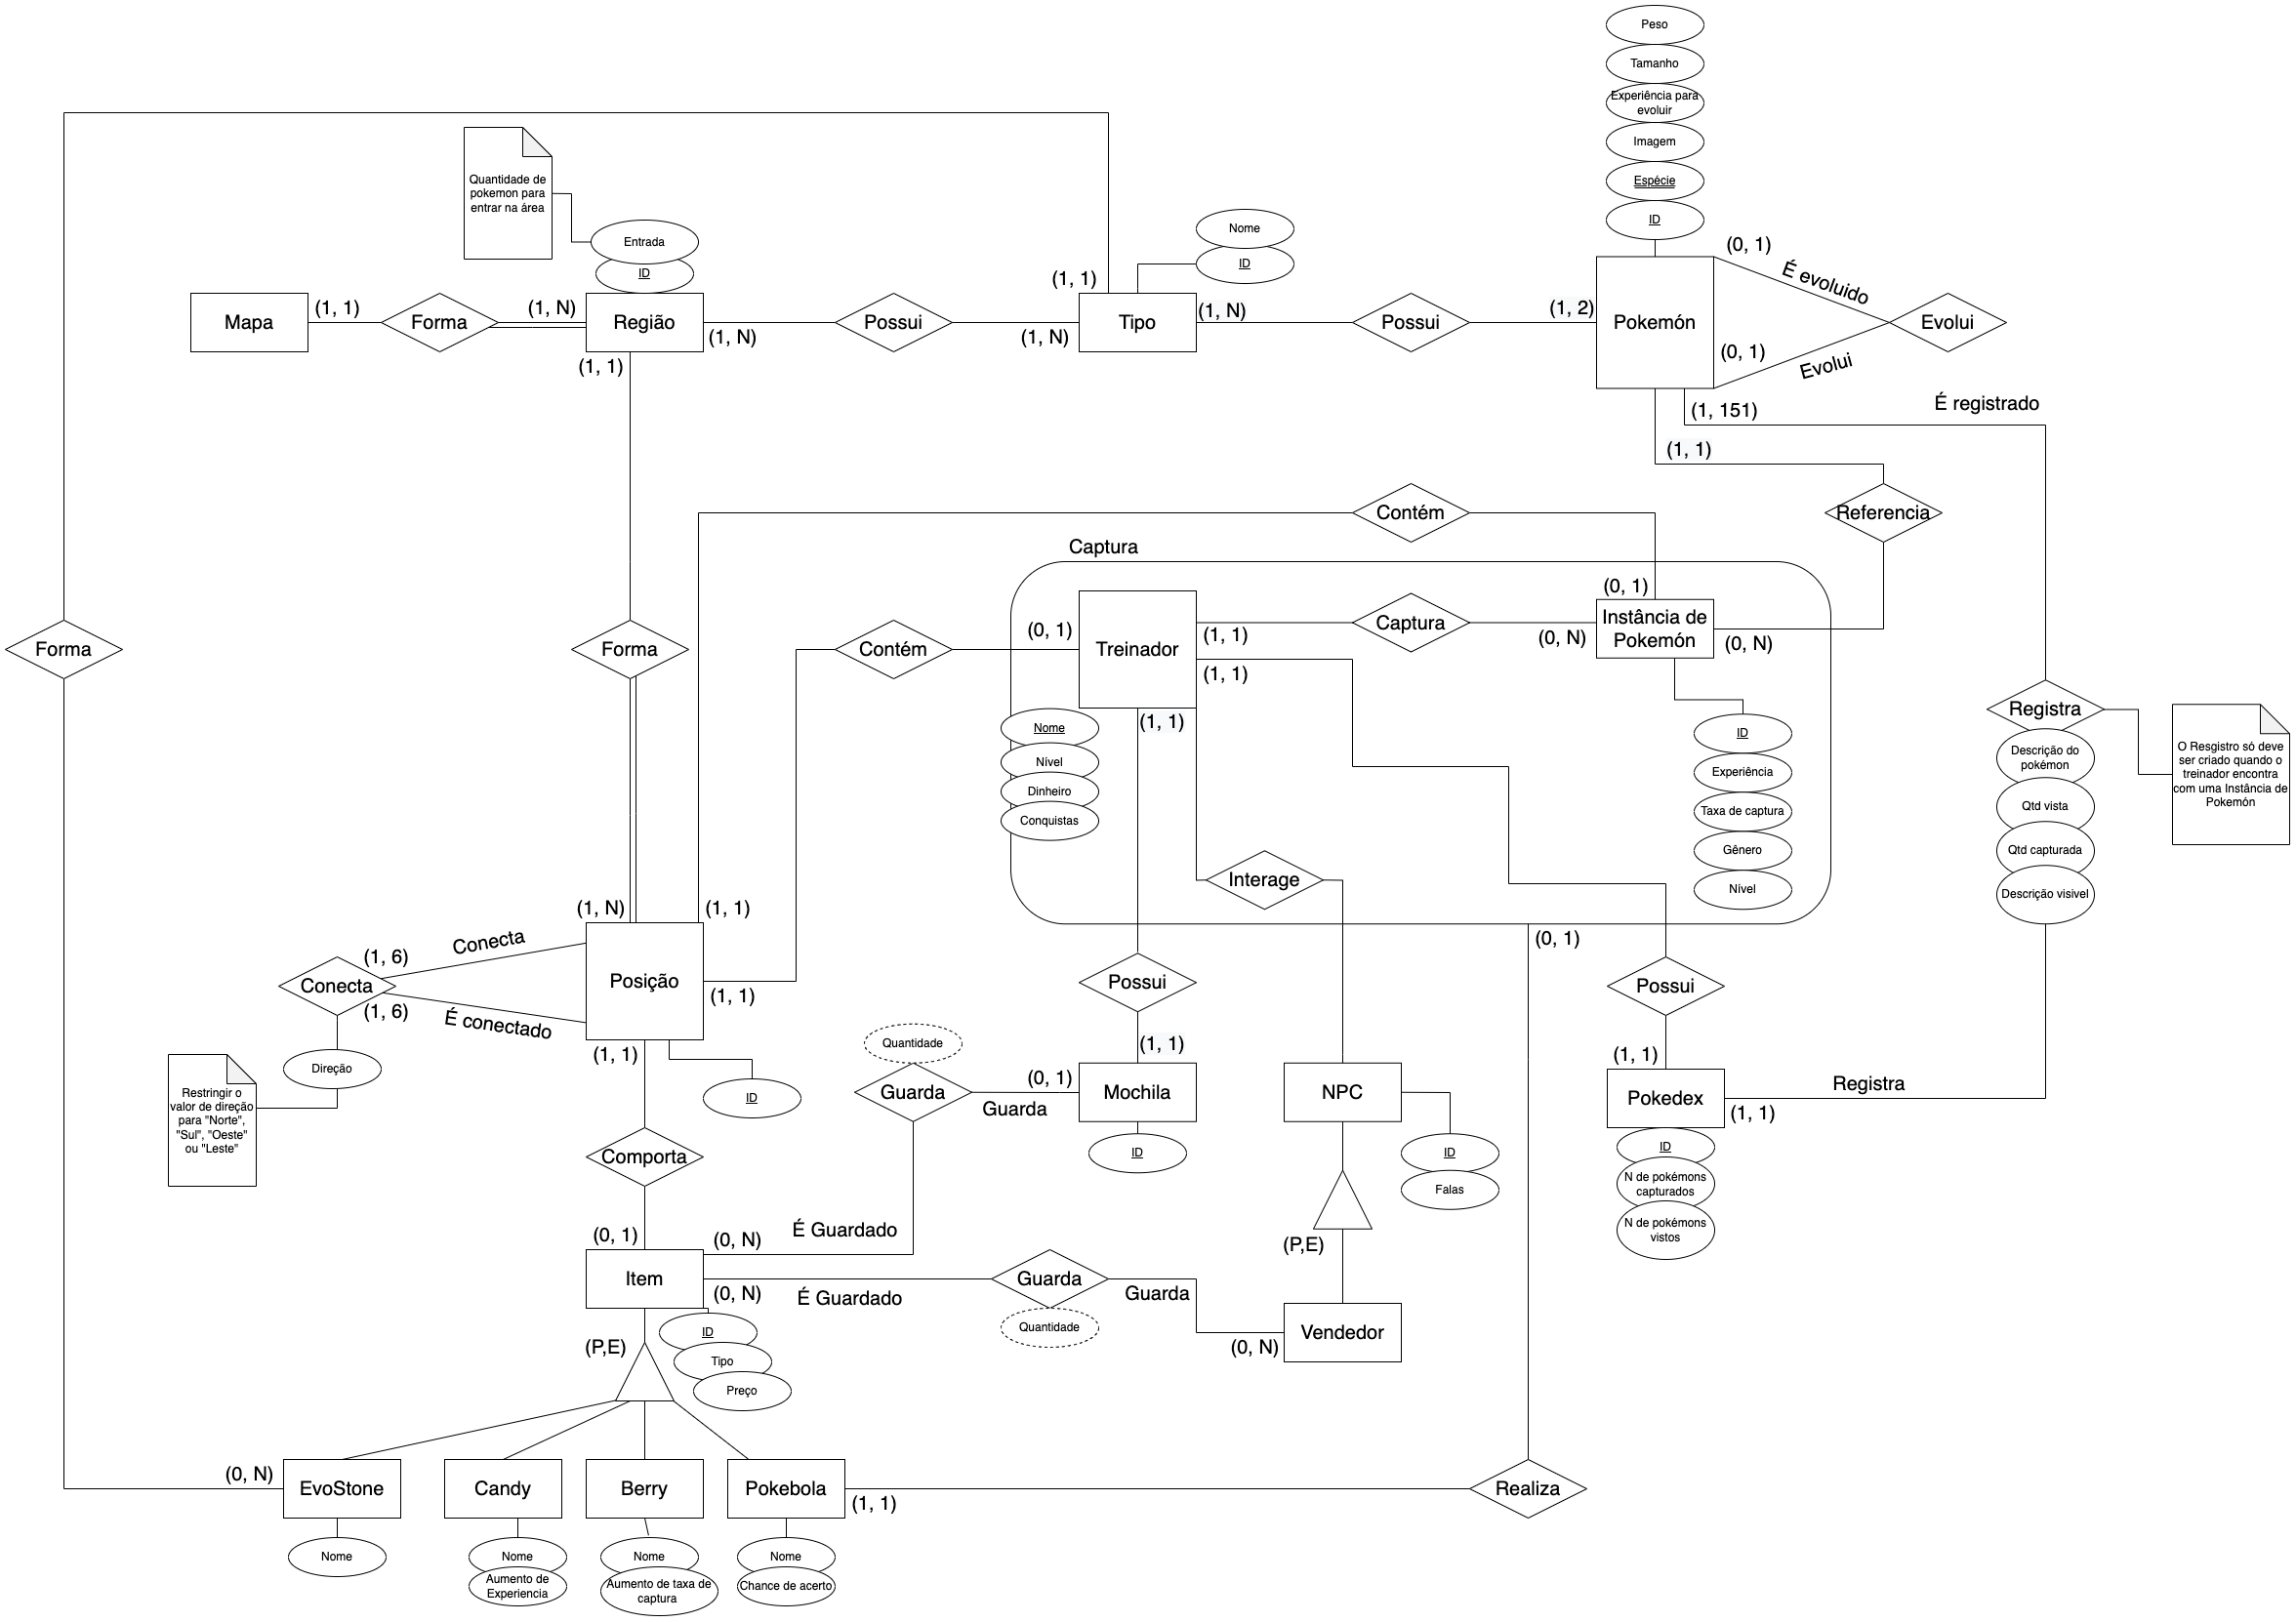 Peso
Tamanho
Experiência para
evoluir
Imagem
Espécie
ID
Quantidade de
pokemon para
entrar na área
Entrada
ID
Nome
ID
(0, 1)
É evoluido
(1, 1)
Mapa
(1, 1)
Forma
(1, N)
Região
(1, N)
Possui
(1, N)
Tipo
(1, N)
Possui
(1, 2)
Pokemón
Evolui
(0, 1)
Evolui
(1, 1)
(1, 151)
É registrado
(1, 1)
Contém
Referencia
Captura
(0, 1)
Forma
Forma
Contém
(0, 1)
Treinador
(1, 1)
(1, 1)
Captura
(0, N)
Instância de
Pokemón
(0, N)
(1, 1)
Nome
Nível
Dinheiro
Conquistas
ID
Experiência
Taxa de captura
Gênero
Nível
Registra
Descrição do
pokémon
Qtd vista
Qtd capturada
Descrição visivel
O Resgistro só deve
ser criado quando o
treinador encontra
com uma Instância de
Pokemón
Interage
(1, N)
(1, 1)
(0, 1)
Conecta
(1, 6)
Conecta
(1, 6)
É conectado
Posição
(1, 1)
Possui
Possui
Direção
Restringir o
valor de direção
para "Norte",
"Sul", "Oeste"
ou "Leste"
(1, 1)
ID
Quantidade
Guarda
(0, 1)
Guarda
(1, 1)
Mochila
ID
NPC
ID
Falas
(1, 1)
Pokedex
Registra
(1, 1)
ID
N de pokémons
capturados
N de pokémons
vistos
Comporta
(0, 1)
Item
(0, N)
É Guardado
(0, N)
É Guardado
Guarda
Quantidade
Guarda
(P,E)
Vendedor
(0, N)
(P,E)
ID
Tipo
Preço
(0, N)
EvoStone
Candy
Berry
Pokebola
(1, 1)
Realiza
Nome
Nome
Aumento de
Experiencia
Nome
Aumento de taxa de
captura
Nome
Chance de acerto